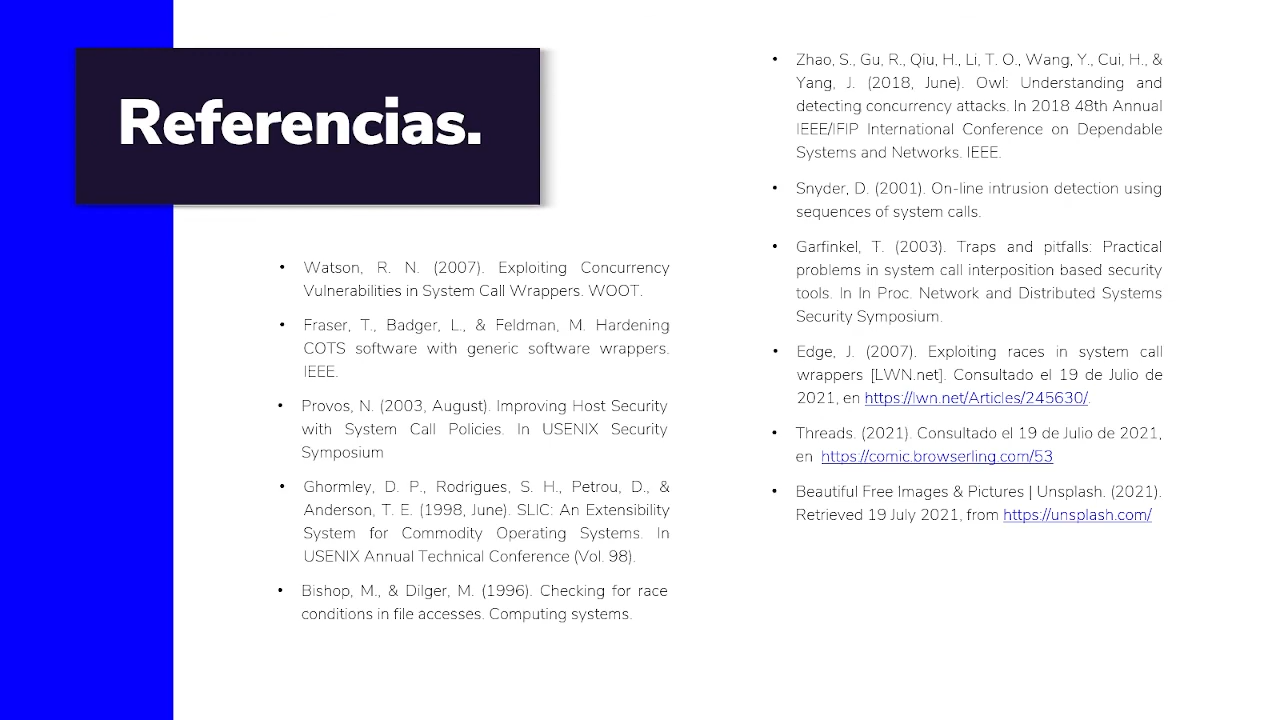 Referencias.
• Watson, R. N. (2007). Exploiting Concurrency
Vulnerabilities in System Call Wrappers. WOOT.
• Fraser, T., Badger, L., & Feldman, M. Hardening
COTS software with generic software wrappers.
IEEE.
• Provos, N. (2003, August). Improving Host Security
with System Call Policies. In USENIX Security
Symposium
• Ghormley, D. P., Rodrigues, S. H., Petrou, D., &
Anderson, T. E. (1998, June). SLIC: An Extensibility
System for Commodity Operating Systems. In
USENIX Annual Technical Conference (Vol. 98).
• Bishop, M., & Dilger, M. (1996). Checking for race
conditions in file accesses. Computing systems.
• Zhao, S., Gu, R., Qiu, H., Li, T. O., Wang, Y., Cui, H., &
Yang, J. (2018, June). Owl: Understanding and
detecting concurrency attacks. In 2018 48th Annual
IEEE/IFIP International Conference on Dependable
Systems and Networks. IEEE.
• Snyder, D. (2001). On-line intrusion detection using
sequences of system calls.
• Garfinkel, T. (2003). Traps and pitfalls: Practical
problems in system call interposition based security
tools. In In Proc. Network and Distributed Systems
Security Symposium.
• Edge, J. (2007). Exploiting races in system call
wrappers [LWN.net]. Consultado el 19 de Julio de
2021, en https://lwn.net/Articles/245630/.
• Threads. (2021). Consultado el 19 de Julio de 2021,
en https://comic.browserling.com/53
• Beautiful Free Images & Pictures | Unsplash. (2021).
Retrieved 19 July 2021, from https://unsplash.com/